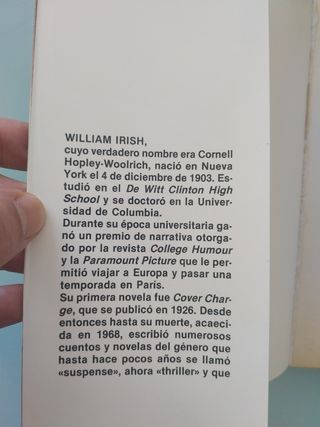 WILLIAM IRISH,
cuyo verdadero nombre era Cornell
Hopley-Woolrich, nació en Nueva
York el 4 de diciembre de 1903. Es-
tudió en el De Witt Clinton High
School y se doctoró en la Univer-
sidad de Columbia.
Durante su época universitaria ga-
nó un premio de narrativa otorga-
do por la revista College Humour
y la Paramount Picture que le per-
mitió viajar a Europa y pasar una
temporada en París.
Su primera novela fue Cover Char-
ge, que se publicó en 1926. Desde
entonces hasta su muerte, acaeci-
da en 1968, escribió numerosos
cuentos y novelas del género que
hasta hace pocos años se llamó
«suspense», ahora «thriller» y que